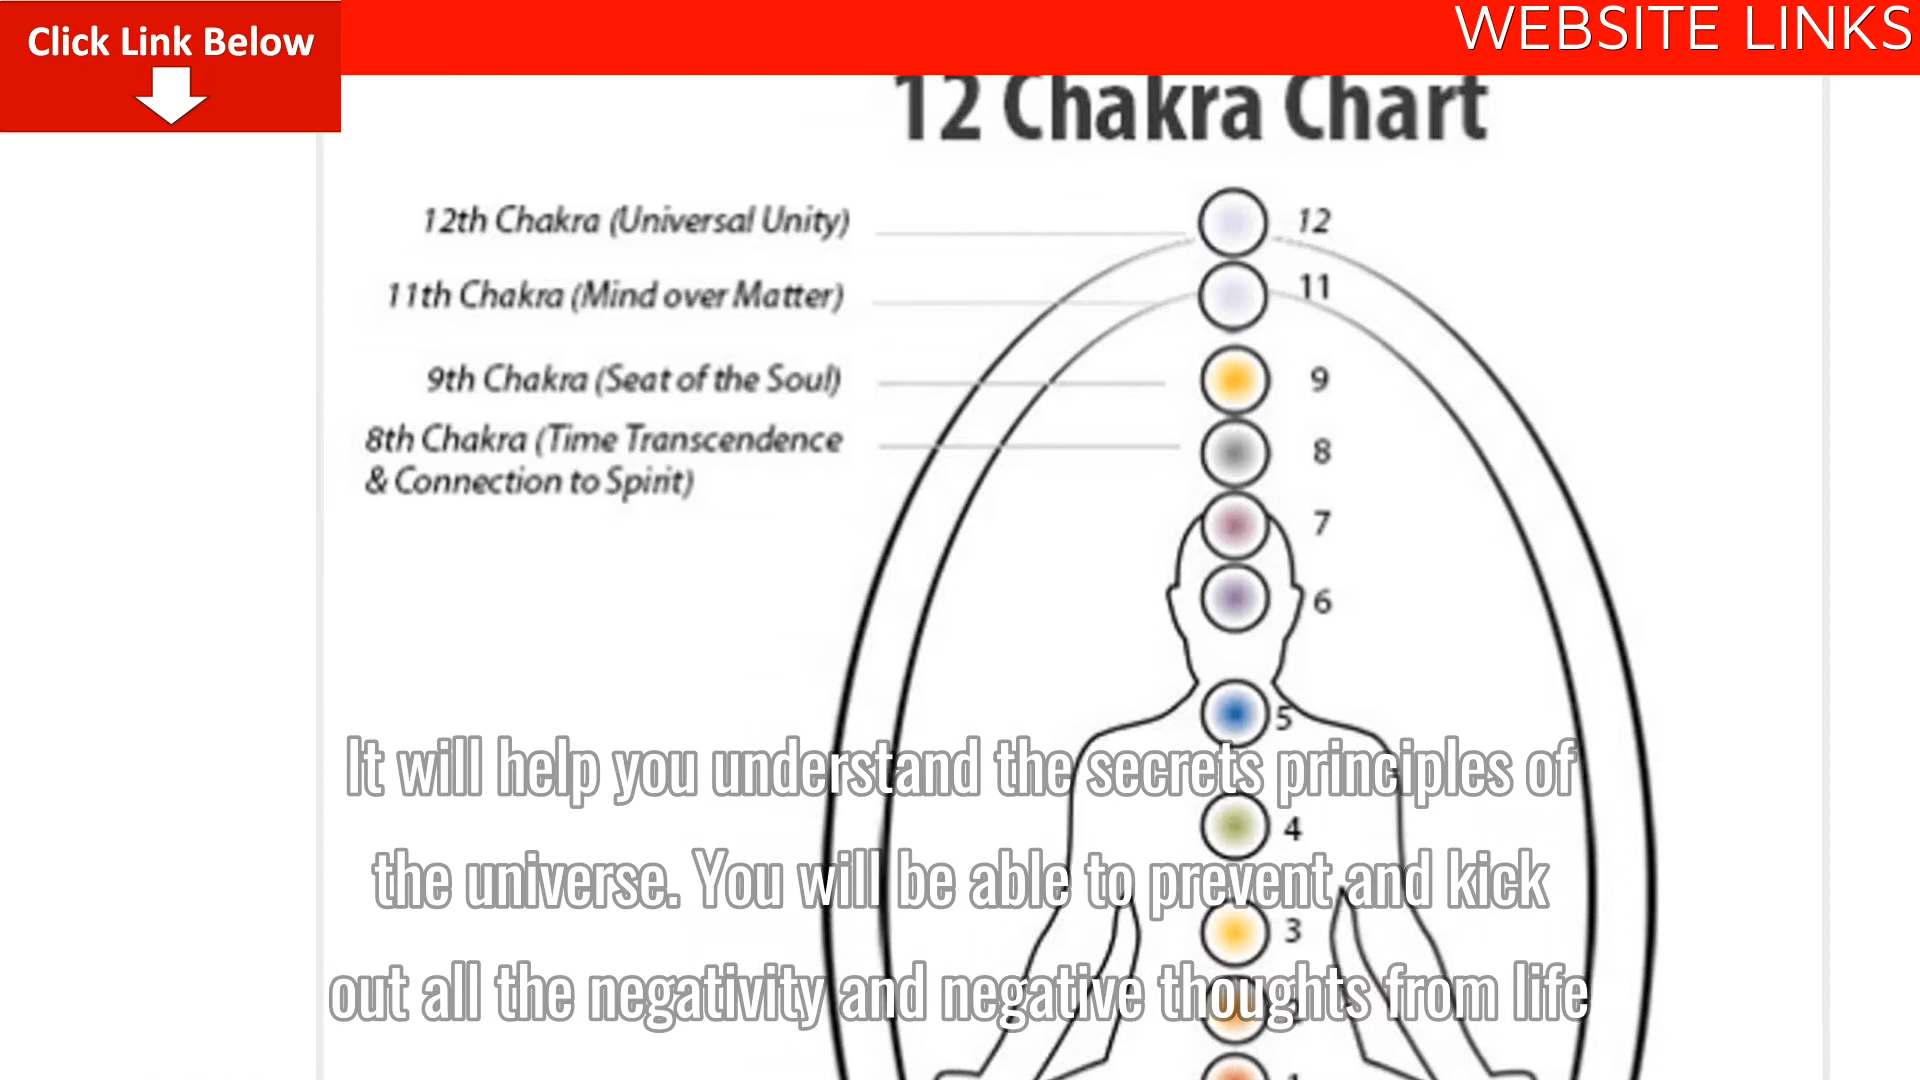 Click Link Below
WEBSITE LINKS
12 Chakra Chart
12th Chakra (Universal Unity)
12
11th Chakra (Mind over Matter)
11
9th Chakra (Seat of the Soul)
9
8th Chakra (Time Transcendence
& Connection to Spirit)
8
7
6
5
It will help you understand the secrets principles of
4
the universe. You will be able to prevent and kick
3
out all the negativity and negative thoughts from life